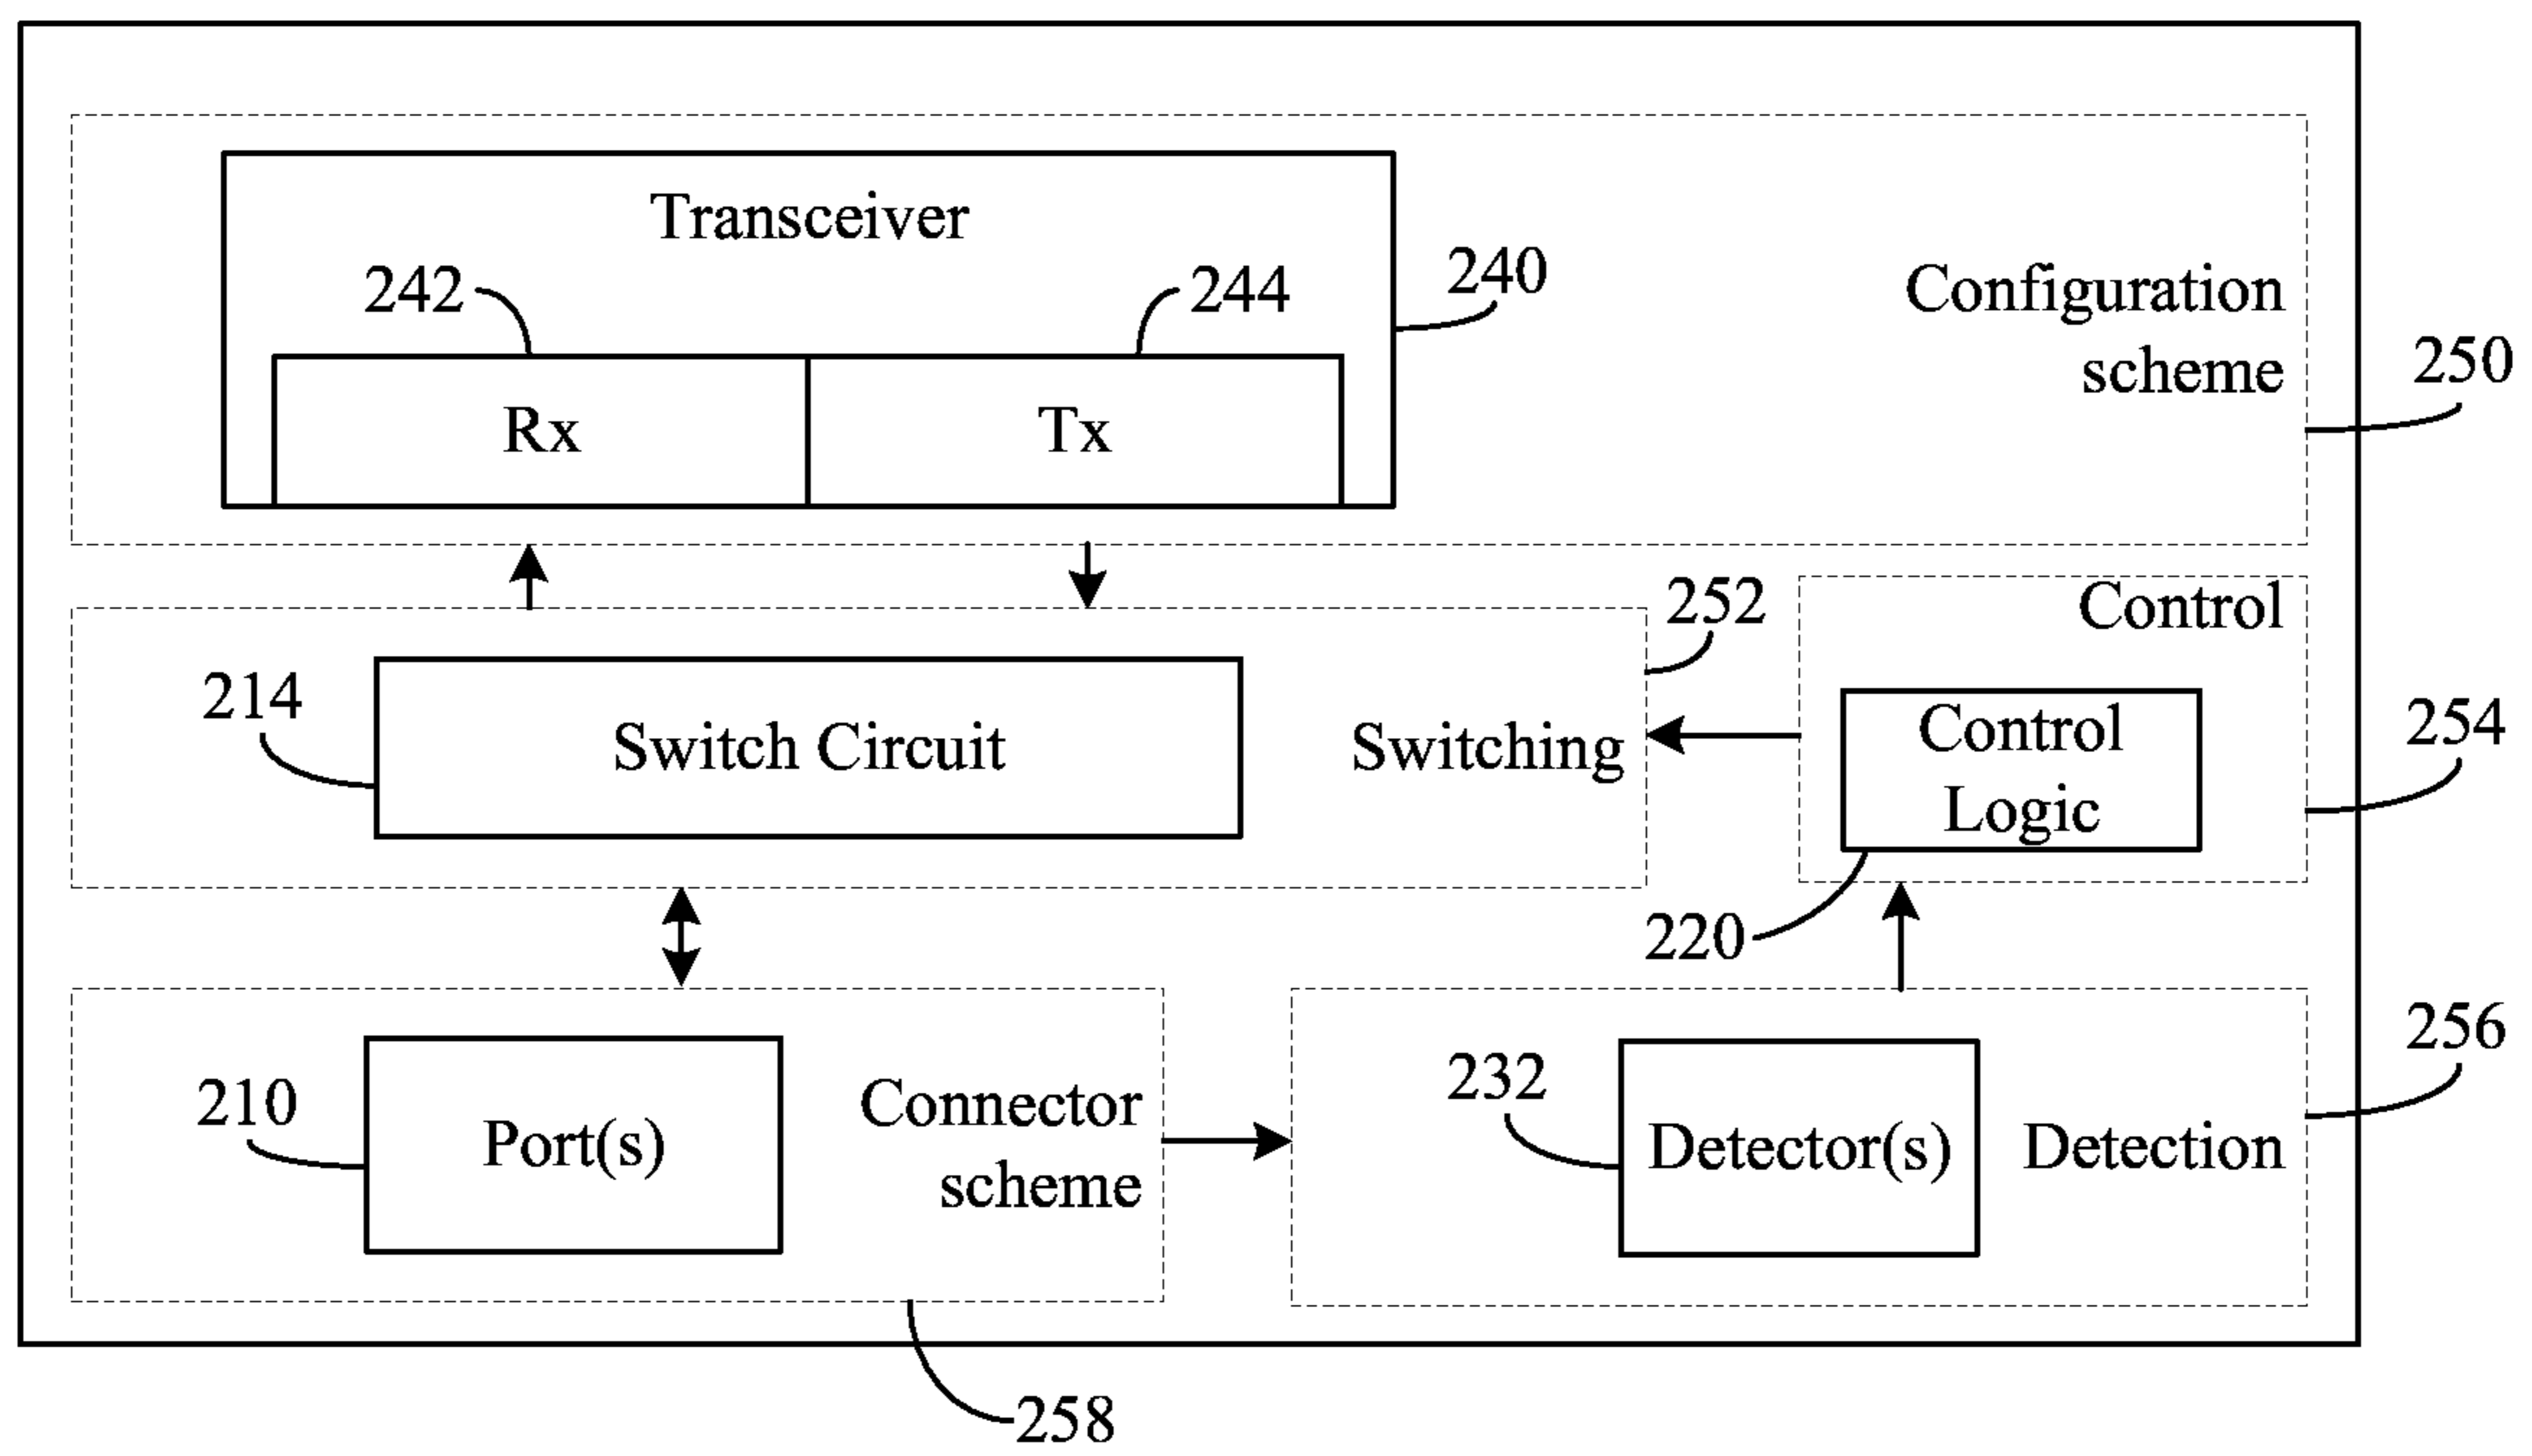 Transceiver
242
244
240
Configuration
scheme
250
Rx
Tx
252
Control
214
Switch Circuit
Switching
Control
Logic
254
220
210
Port(s)
Connector
scheme
232
Detector(s)
Detection
256
258